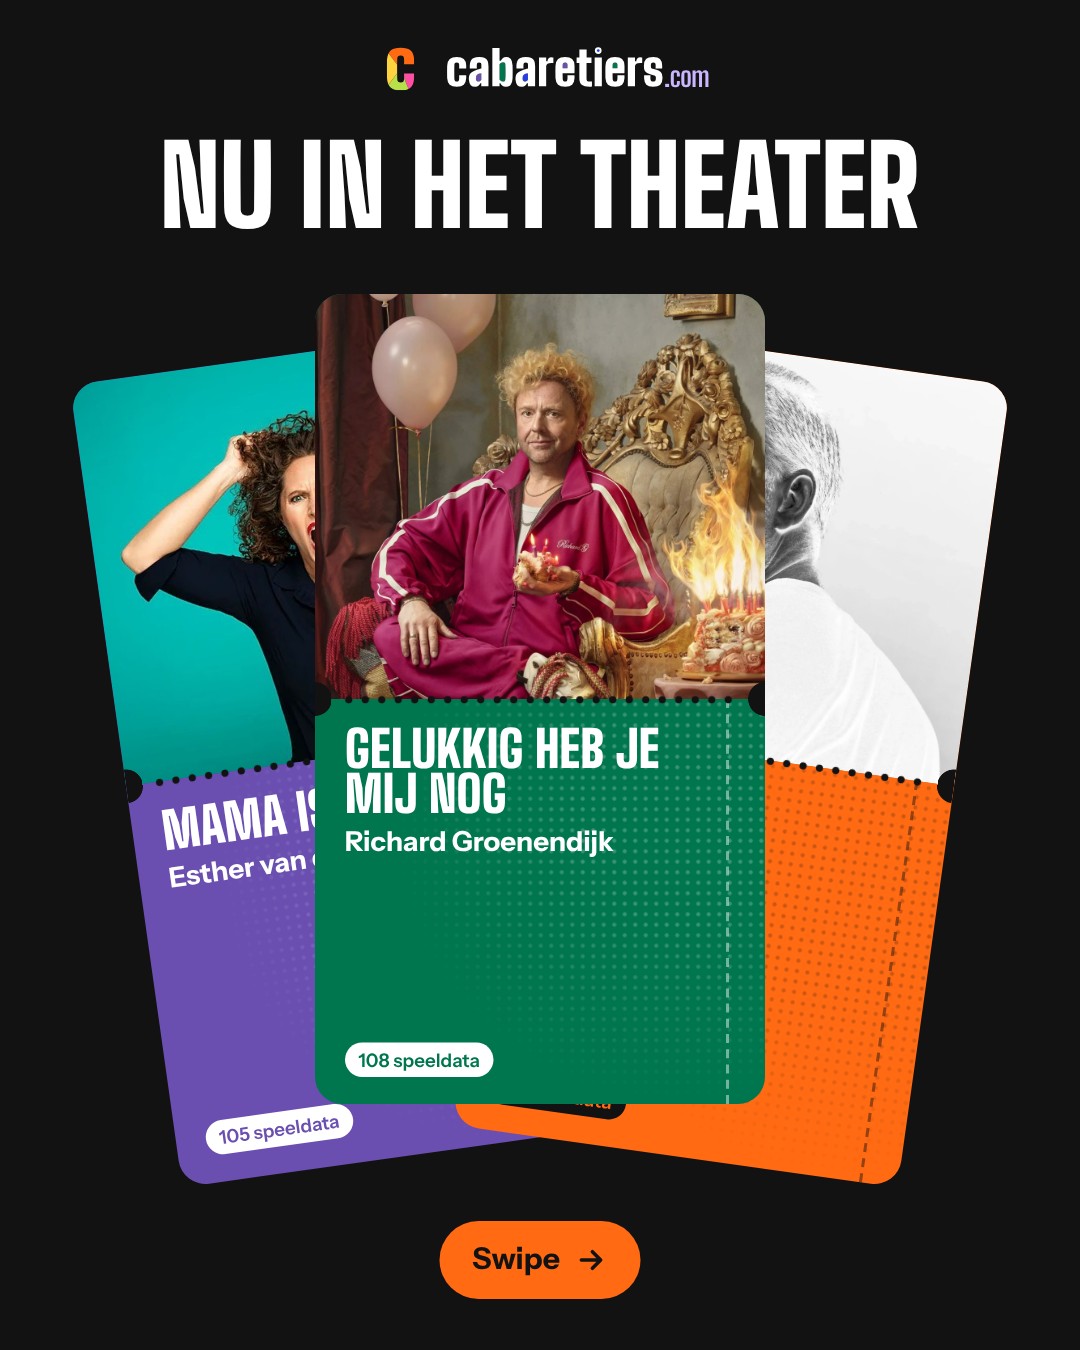 cabaretiers.com
NU IN HET THEATER
GELUKKIG HEB JE
MIJ NOG
Richard Groenendijk
108 speeldata
MAMA
Esther van
105 speeldata
Swipe